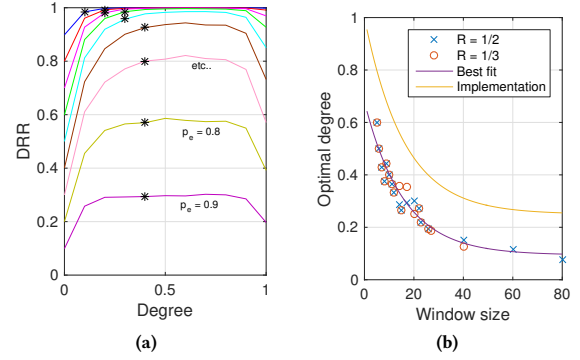 DRR
1
0.8
0.6
0.4
0.2
0
etc..
p_e = 0.8
p_e = 0.9
0
0.5
1
Degree
(a)
Optimal degree
1
0.8
0.6
0.4
0.2
0
R = 1/2
R = 1/3
Best fit
Implementation
0
20
40
60
80
Window size
(b)